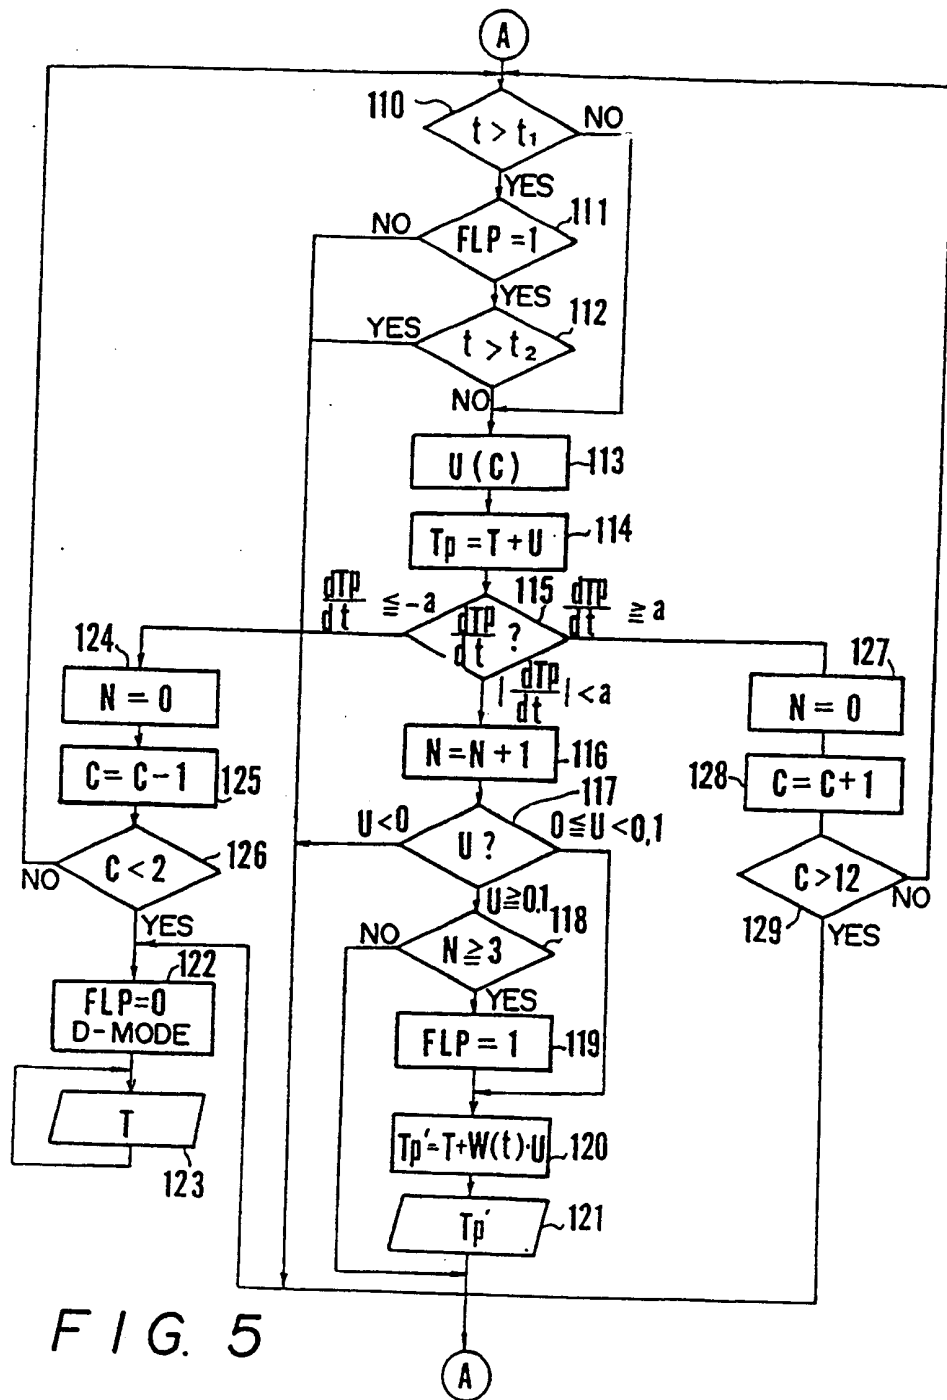 A
110
t > t1
NO
YES
111
NO
FLP = 1
YES
112
YES
t > t2
NO
U (C)
113
Tp = T + U
114
dTp/dt ≦ -a
115
dTp/dt ≧ a
dTp/dt ?
124
127
N = 0
|dTp/dt| < a
N = 0
N = N + 1
116
C = C - 1
125
128
C = C + 1
117
U < 0
0 ≦ U < 0,1
U ?
C < 2
126
NO
C > 12
NO
129
YES
U ≧ 0.1
118
YES
NO
N ≧ 3
122
YES
FLP = 0
D-MODE
FLP = 1
119
T
123
Tp' = T + W(t)·U
120
Tp'
121
FIG. 5
A